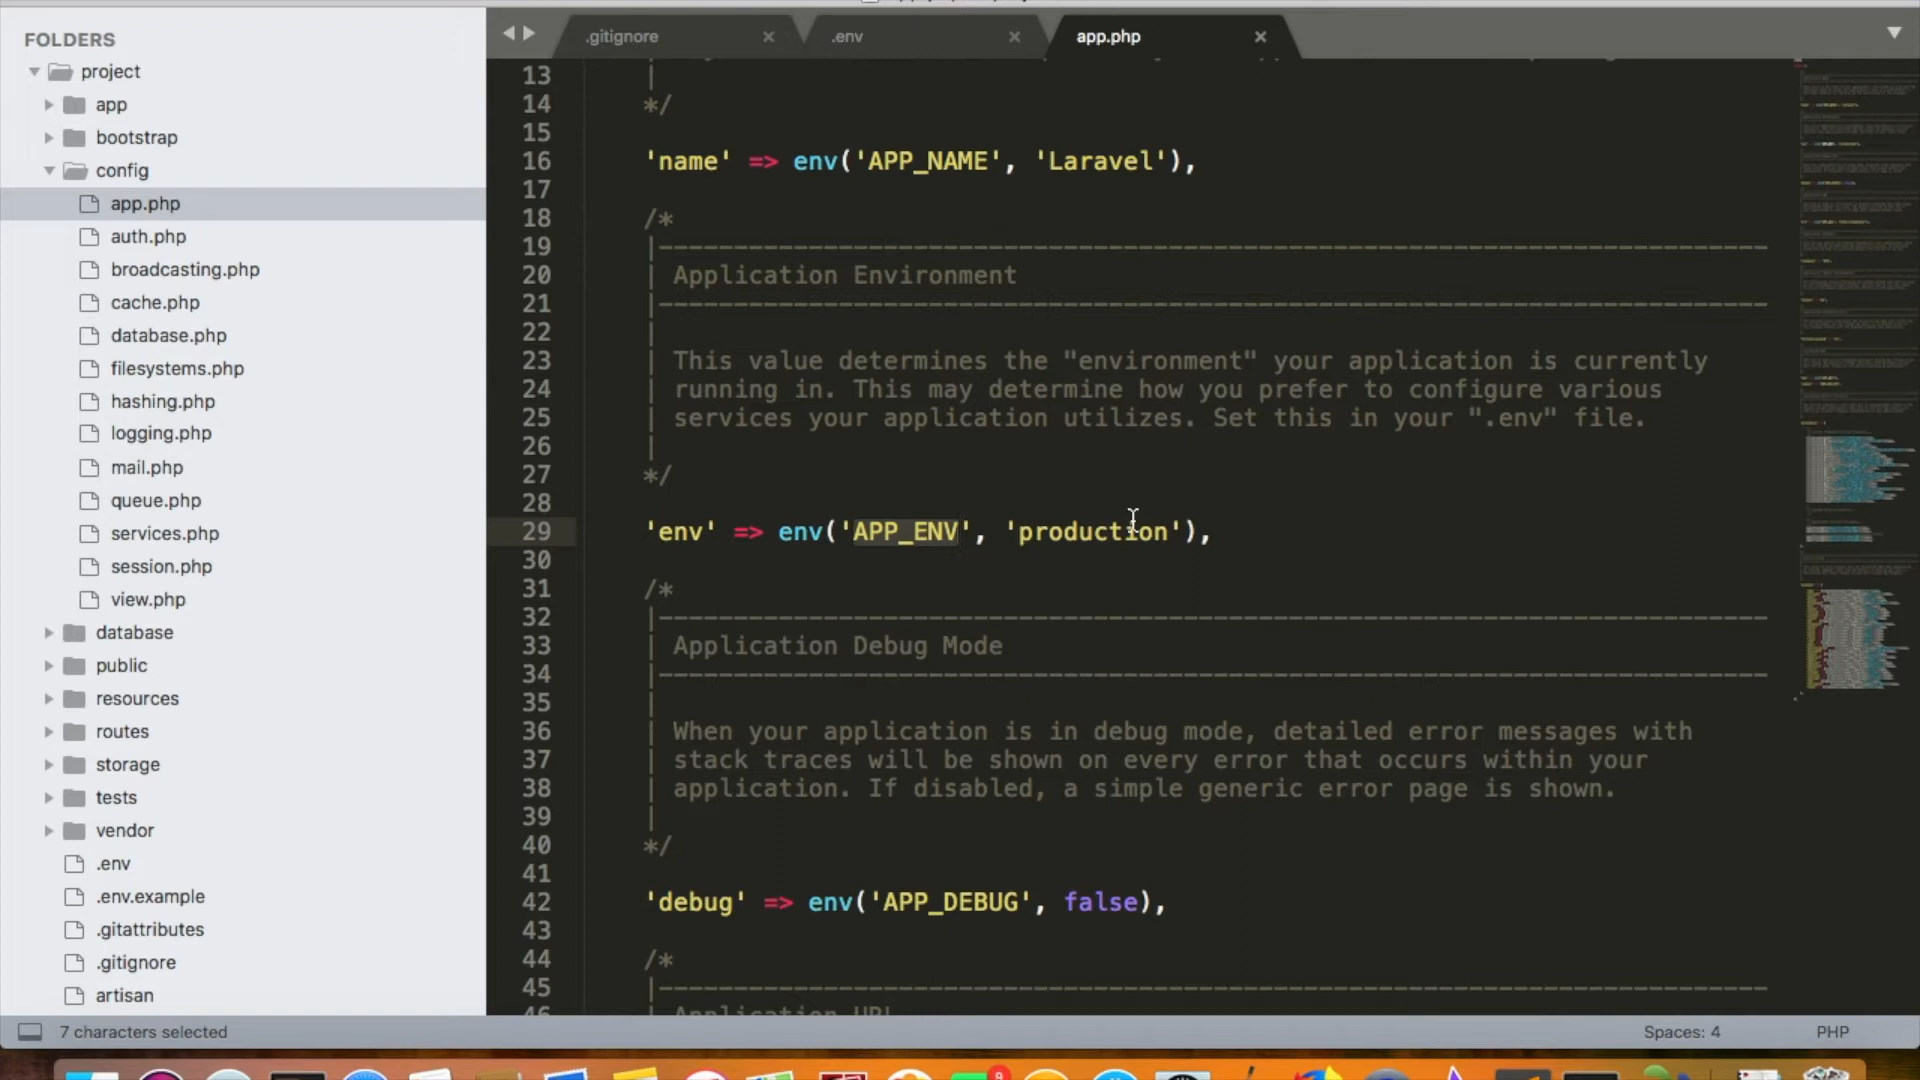 FOLDERS
project
app
bootstrap
config
app.php
auth.php
broadcasting.php
cache.php
database.php
filesystems.php
hashing.php
logging.php
mail.php
queue.php
services.php
session.php
view.php
database
public
resources
routes
storage
tests
vendor
.env
.env.example
.gitattributes
.gitignore
artisan
.gitignore × .env × app.php ×
13 |
14 */
15
16 'name' => env('APP_NAME', 'Laravel'),
17
18 /*
19 |--------------------------------------------------------------------------
20 | Application Environment
21 |--------------------------------------------------------------------------
22 |
23 | This value determines the "environment" your application is currently
24 | running in. This may determine how you prefer to configure various
25 | services your application utilizes. Set this in your ".env" file.
26 |
27 */
28
29 'env' => env('APP_ENV', 'production'),
30
31 /*
32 |--------------------------------------------------------------------------
33 | Application Debug Mode
34 |--------------------------------------------------------------------------
35 |
36 | When your application is in debug mode, detailed error messages with
37 | stack traces will be shown on every error that occurs within your
38 | application. If disabled, a simple generic error page is shown.
39 |
40 */
41
42 'debug' => env('APP_DEBUG', false),
43
44 /*
45 |--------------------------------------------------------------------------
46 | Application URL
7 characters selected
Spaces: 4 PHP
9